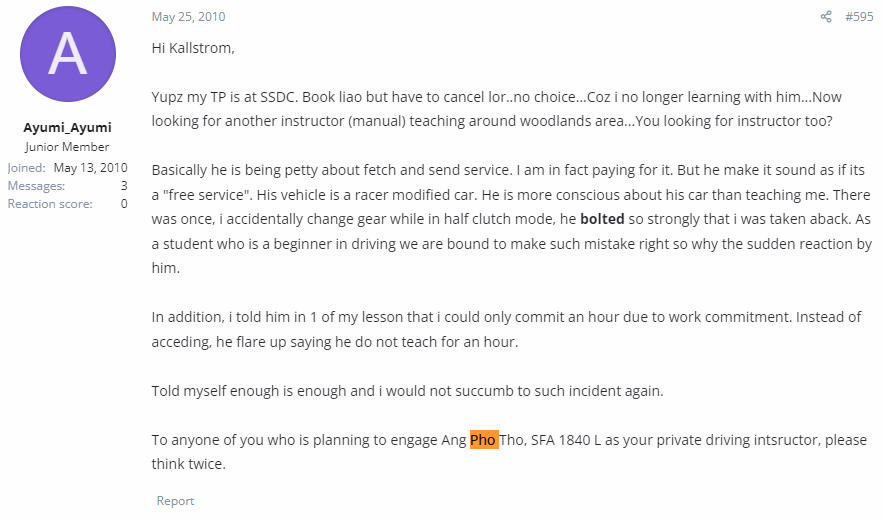 A
Ayumi_Ayumi
Junior Member
Joined: May 13, 2010
Messages: 3
Reaction score: 0
May 25, 2010
#595
Hi Kallstrom,
Yupz my TP is at SSDC. Book liao but have to cancel lor..no choice...Coz i no longer learning with him...Now
looking for another instructor (manual) teaching around woodlands area...You looking for instructor too?
Basically he is being petty about fetch and send service. I am in fact paying for it. But he make it sound as if its
a "free service". His vehicle is a racer modified car. He is more conscious about his car than teaching me. There
was once, i accidentally change gear while in half clutch mode, he bolted so strongly that i was taken aback. As
a student who is a beginner in driving we are bound to make such mistake right so why the sudden reaction by
him.
In addition, i told him in 1 of my lesson that i could only commit an hour due to work commitment. Instead of
acceding, he flare up saying he do not teach for an hour.
Told myself enough is enough and i would not succumb to such incident again.
To anyone of you who is planning to engage Ang Pho Tho, SFA 1840 L as your private driving intsructor, please
think twice.
Report